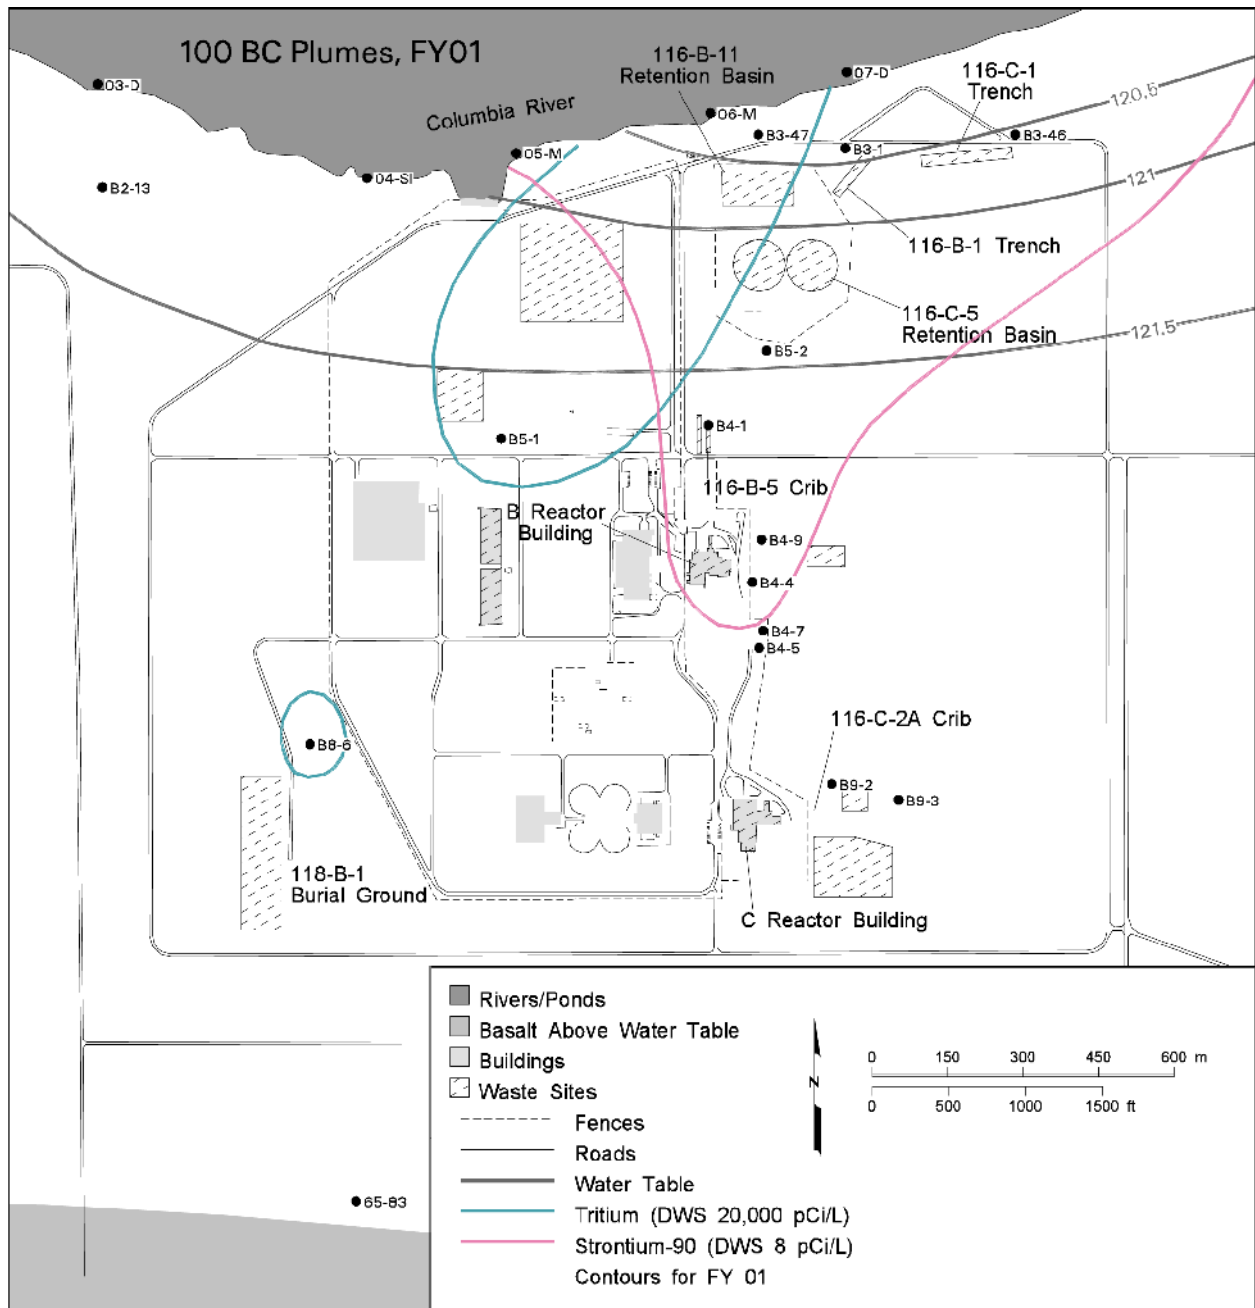 100 BC Plumes, FY01
116-B-11
Retention Basin
07-D
116-C-1
Trench
03-D
120.5
Columbia River
06-M
B3-47
B3-46
B3-1
05-M
04-SI
B2-13
121
116-B-1 Trench
116-C-5
Retention Basin
121.5
B5-2
B5-1
B4-1
116-B-5 Crib
B Reactor
Building
B4-9
B4-4
B4-7
B4-5
116-C-2A Crib
B8-6
B9-2
B9-3
118-B-1
Burial Ground
C Reactor Building
65-83
Rivers/Ponds
Basalt Above Water Table
Buildings
Waste Sites
Fences
Roads
Water Table
Tritium (DWS 20,000 pCi/L)
Strontium-90 (DWS 8 pCi/L)
Contours for FY 01
N
0 150 300 450 600 m
0 500 1000 1500 ft